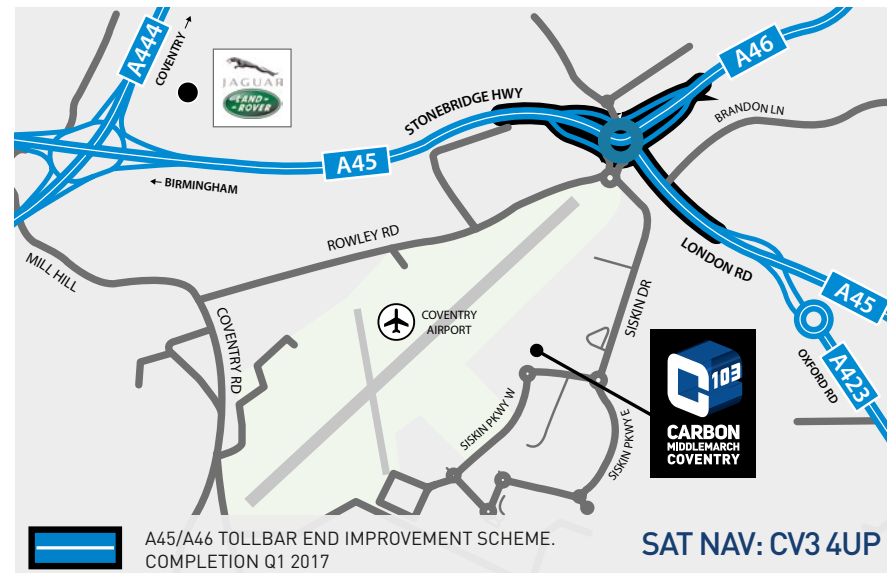 A444
COVENTRY →
JAGUAR
LAND-
ROVER
STONEBRIDGE HWY
A46
BRANDON LN
A45
← BIRMINGHAM
ROWLEY RD
MILL HILL
LONDON RD
COVENTRY RD
COVENTRY
AIRPORT
SISKIN DR
A45
OXFORD RD
A423
C103
CARBON
MIDDLEMARCH
COVENTRY
SISKIN PKWY W
SISKIN PKWY E
A45/A46 TOLLBAR END IMPROVEMENT SCHEME.
COMPLETION Q1 2017
SAT NAV: CV3 4UP